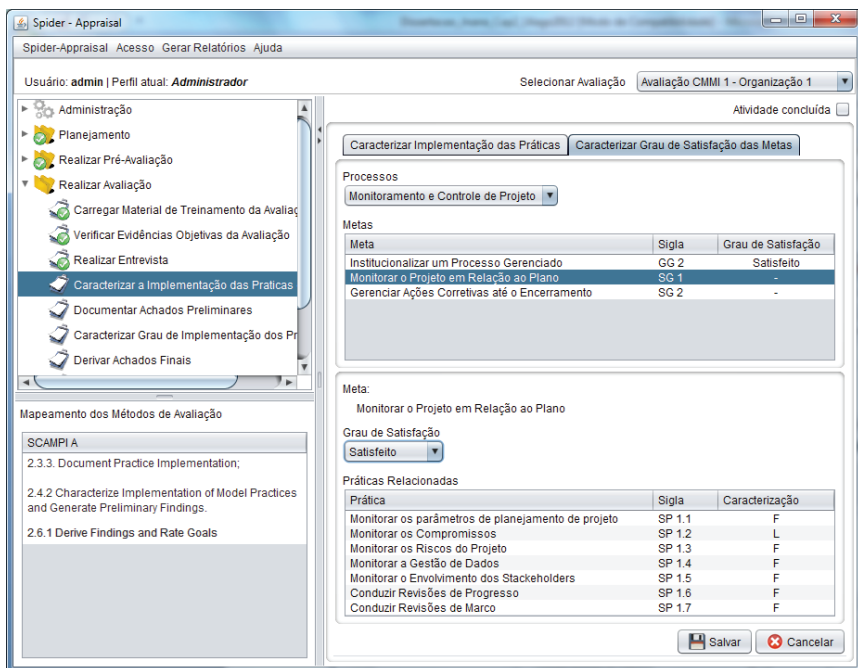 Spider - Appraisal
Spider-Appraisal Acesso Gerar Relatórios Ajuda
Usuário: admin | Perfil atual: Administrador
Selecionar Avaliação Avaliação CMMI 1 - Organização 1
Administração
Planejamento
Realizar Pré-Avaliação
Realizar Avaliação
Carregar Material de Treinamento da Avaliaç
Verificar Evidências Objetivas da Avaliação
Realizar Entrevista
Caracterizar a Implementação das Praticas
Documentar Achados Preliminares
Caracterizar Grau de Implementação dos Pr
Derivar Achados Finais
Mapeamento dos Métodos de Avaliação
SCAMPI A
2.3.3. Document Practice Implementation;
2.4.2 Characterize Implementation of Model Practices
and Generate Preliminary Findings.
2.6.1 Derive Findings and Rate Goals
Atividade concluída
Caracterizar Implementação das Práticas Caracterizar Grau de Satisfação das Metas
Processos
Monitoramento e Controle de Projeto
Metas
Meta Sigla Grau de Satisfação
Institucionalizar um Processo Gerenciado GG 2 Satisfeito
Monitorar o Projeto em Relação ao Plano SG 1 -
Gerenciar Ações Corretivas até o Encerramento SG 2 -
Meta:
Monitorar o Projeto em Relação ao Plano
Grau de Satisfação
Satisfeito
Práticas Relacionadas
Prática Sigla Caracterização
Monitorar os parâmetros de planejamento de projeto SP 1.1 F
Monitorar os Compromissos SP 1.2 L
Monitorar os Riscos do Projeto SP 1.3 F
Monitorar a Gestão de Dados SP 1.4 F
Monitorar o Envolvimento dos Stackeholders SP 1.5 F
Conduzir Revisões de Progresso SP 1.6 F
Conduzir Revisões de Marco SP 1.7 F
Salvar Cancelar